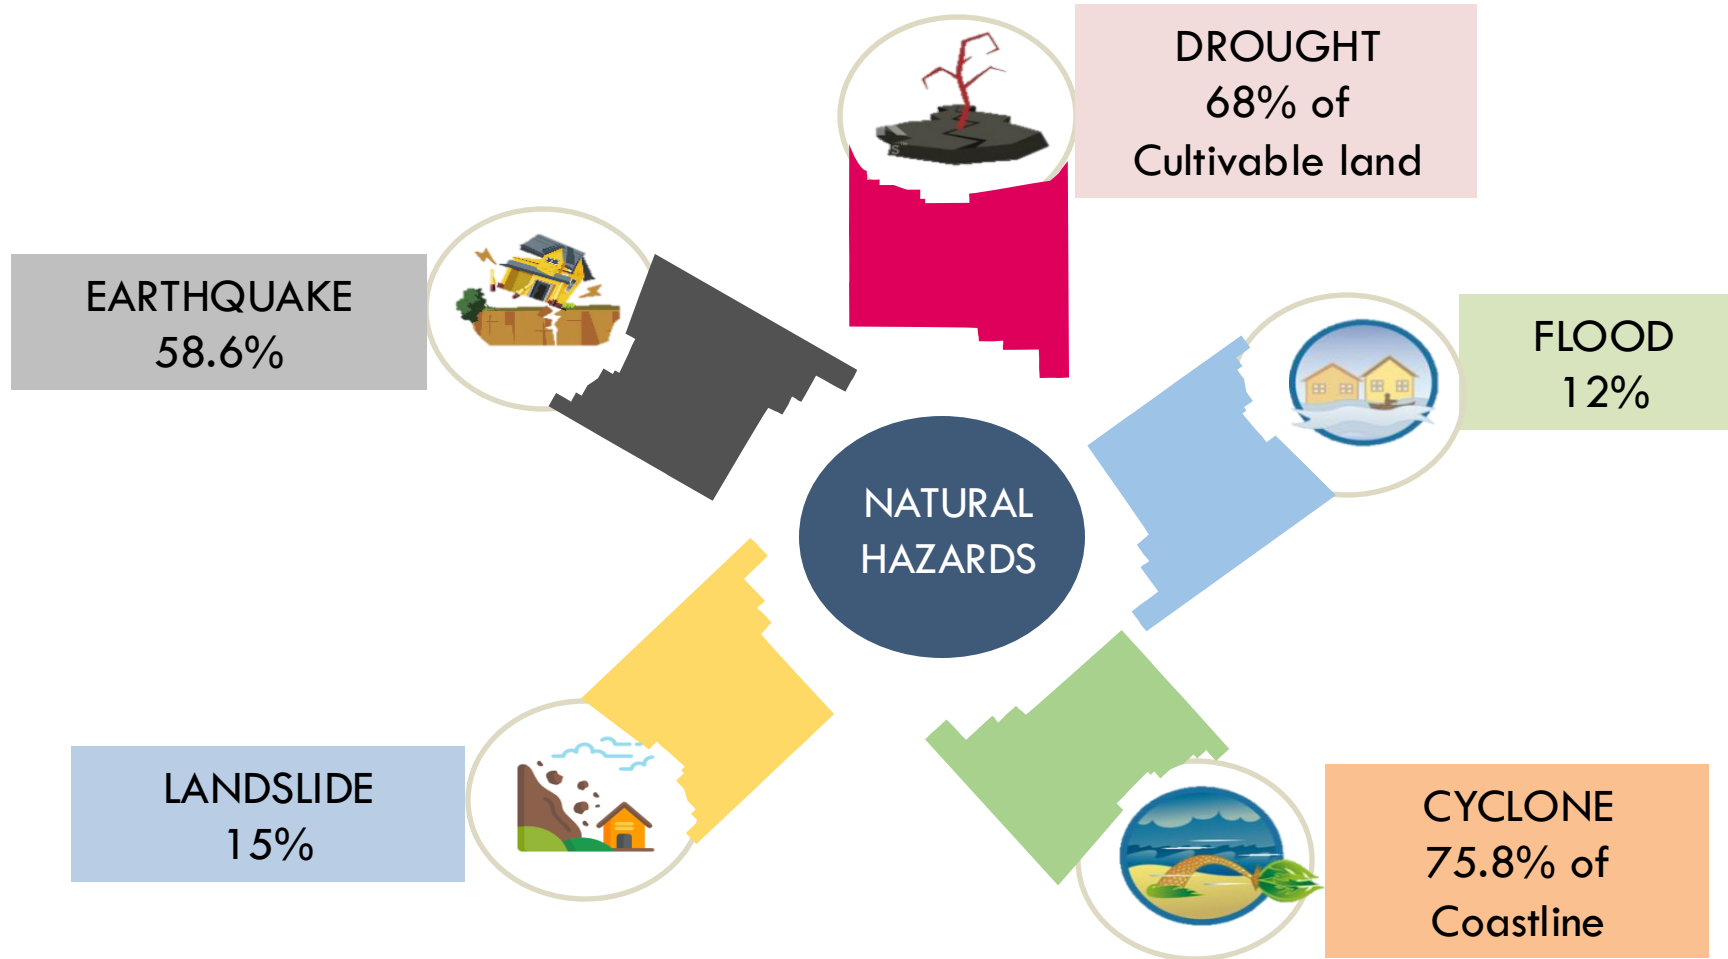 DROUGHT
68% of
Cultivable land
EARTHQUAKE
58.6%
FLOOD
12%
NATURAL
HAZARDS
LANDSLIDE
15%
CYCLONE
75.8% of
Coastline